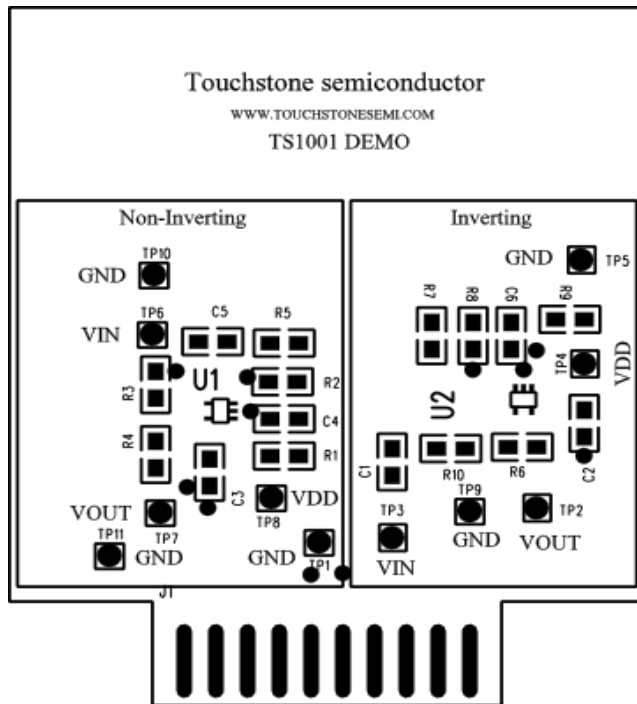 Touchstone semiconductor
WWW.TOUCHSTONESEMI.COM
TS1001 DEMO
Non-Inverting
TP10
GND
TP6
VIN
C5
R5
R3
U1
R2
C4
R4
R1
C3
VDD
TP8
VOUT
TP7
TP11
GND
GND
TP1
J1
Inverting
GND
TP5
R7
R8
C6
R9
TP4
VDD
U2
C1
R10
R6
C2
TP3
VIN
TP9
GND
TP2
VOUT